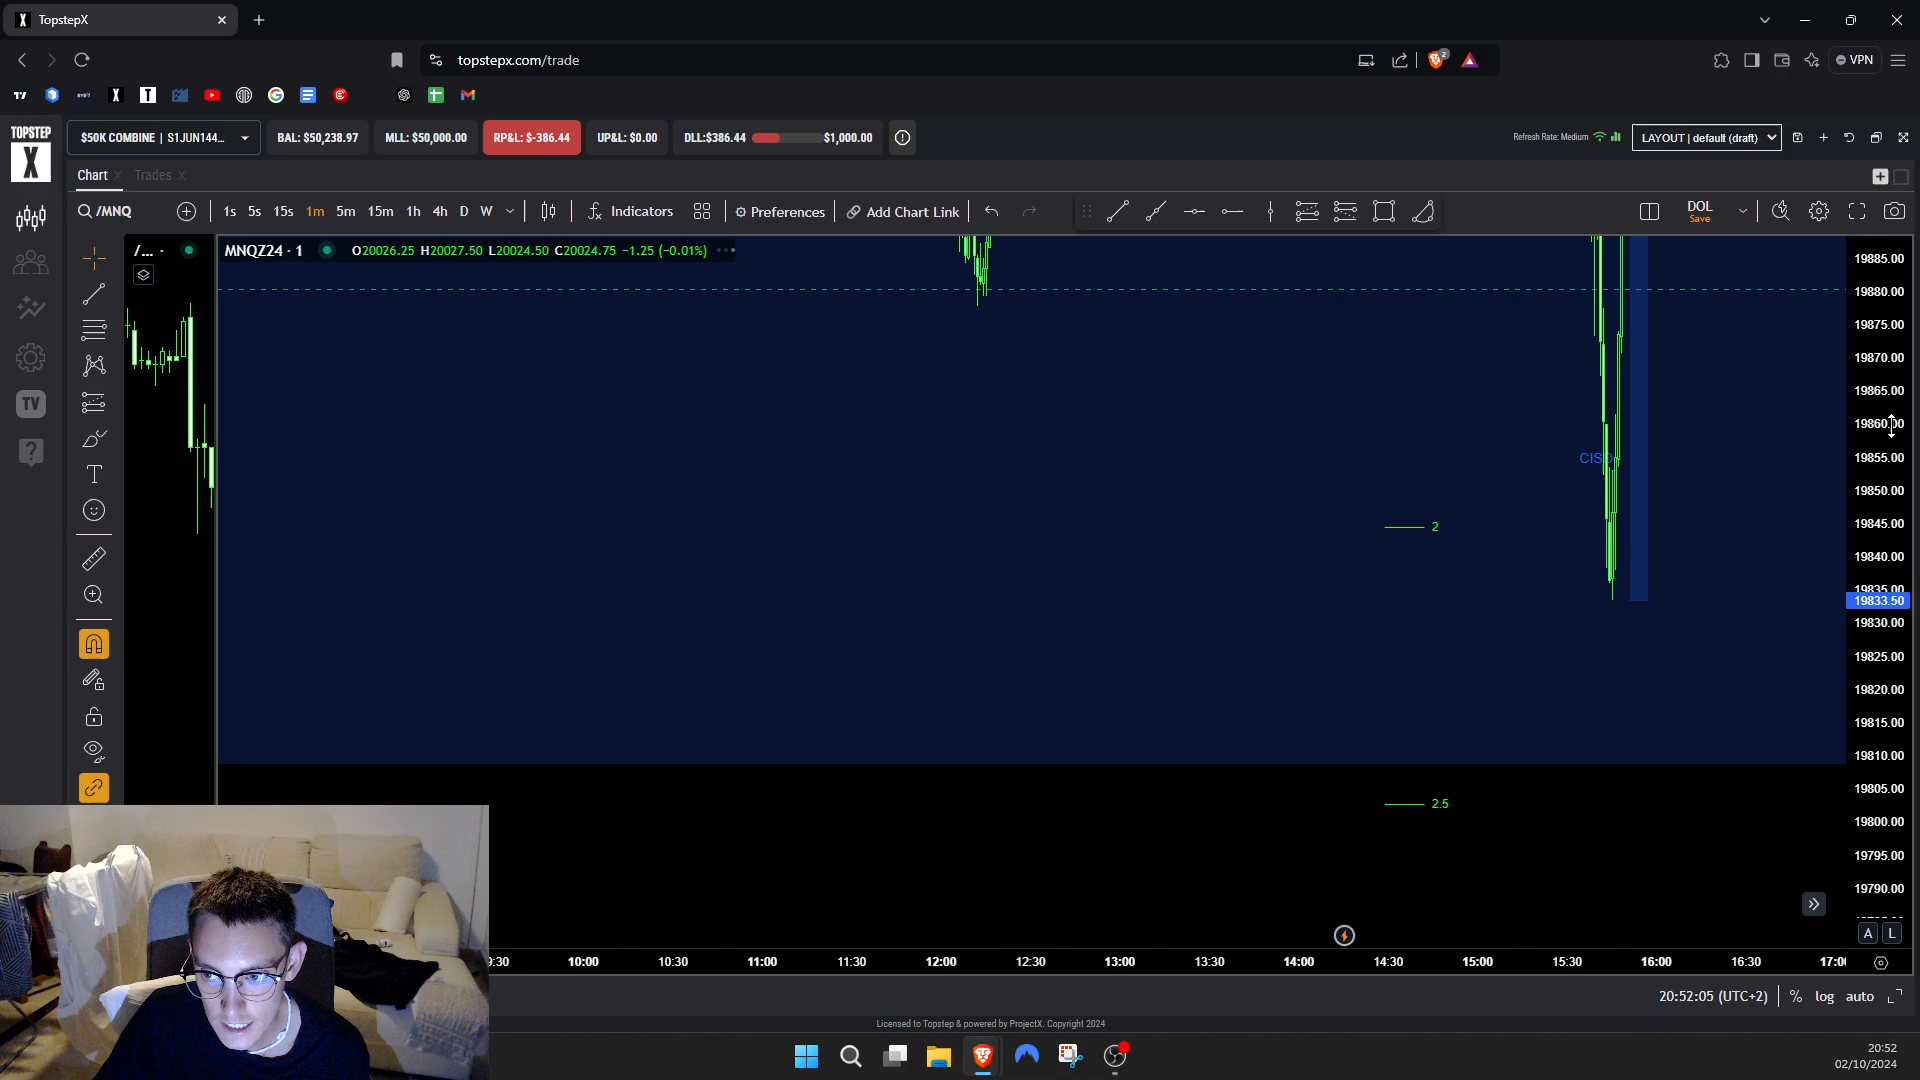 TopstepX
topstepx.com/trade
2
VPN
TOPSTEP
X
$50K COMBINE | S1JUN144...
BAL: $50,238.97
MLL: $50,000.00
RP&L: $-386.44
UP&L: $0.00
DLL:$386.44
$1,000.00
Refresh Rate: Medium
LAYOUT | default (draft)
Chart
Trades
/MNQ
1s 5s 15s 1m 5m 15m 1h 4h D W
Indicators
Preferences
Add Chart Link
DOL
Save
/... ·
MNQZ24 · 1
O20026.25 H20027.50 L20024.50 C20024.75 −1.25 (−0.01%)
19885.00
19880.00
19875.00
19870.00
19865.00
19860.00
19855.00
19850.00
19845.00
19840.00
19835.00
19833.50
19830.00
19825.00
19820.00
19815.00
19810.00
19805.00
19800.00
19795.00
19790.00
2
2.5
TV
A L
10:00 10:30 11:00 11:30 12:00 12:30 13:00 13:30 14:00 14:30 15:00 15:30 16:00 16:30
20:52:05 (UTC+2)
% log auto
Licensed to Topstep & powered by ProjectX. Copyright 2024
20:52
02/10/2024